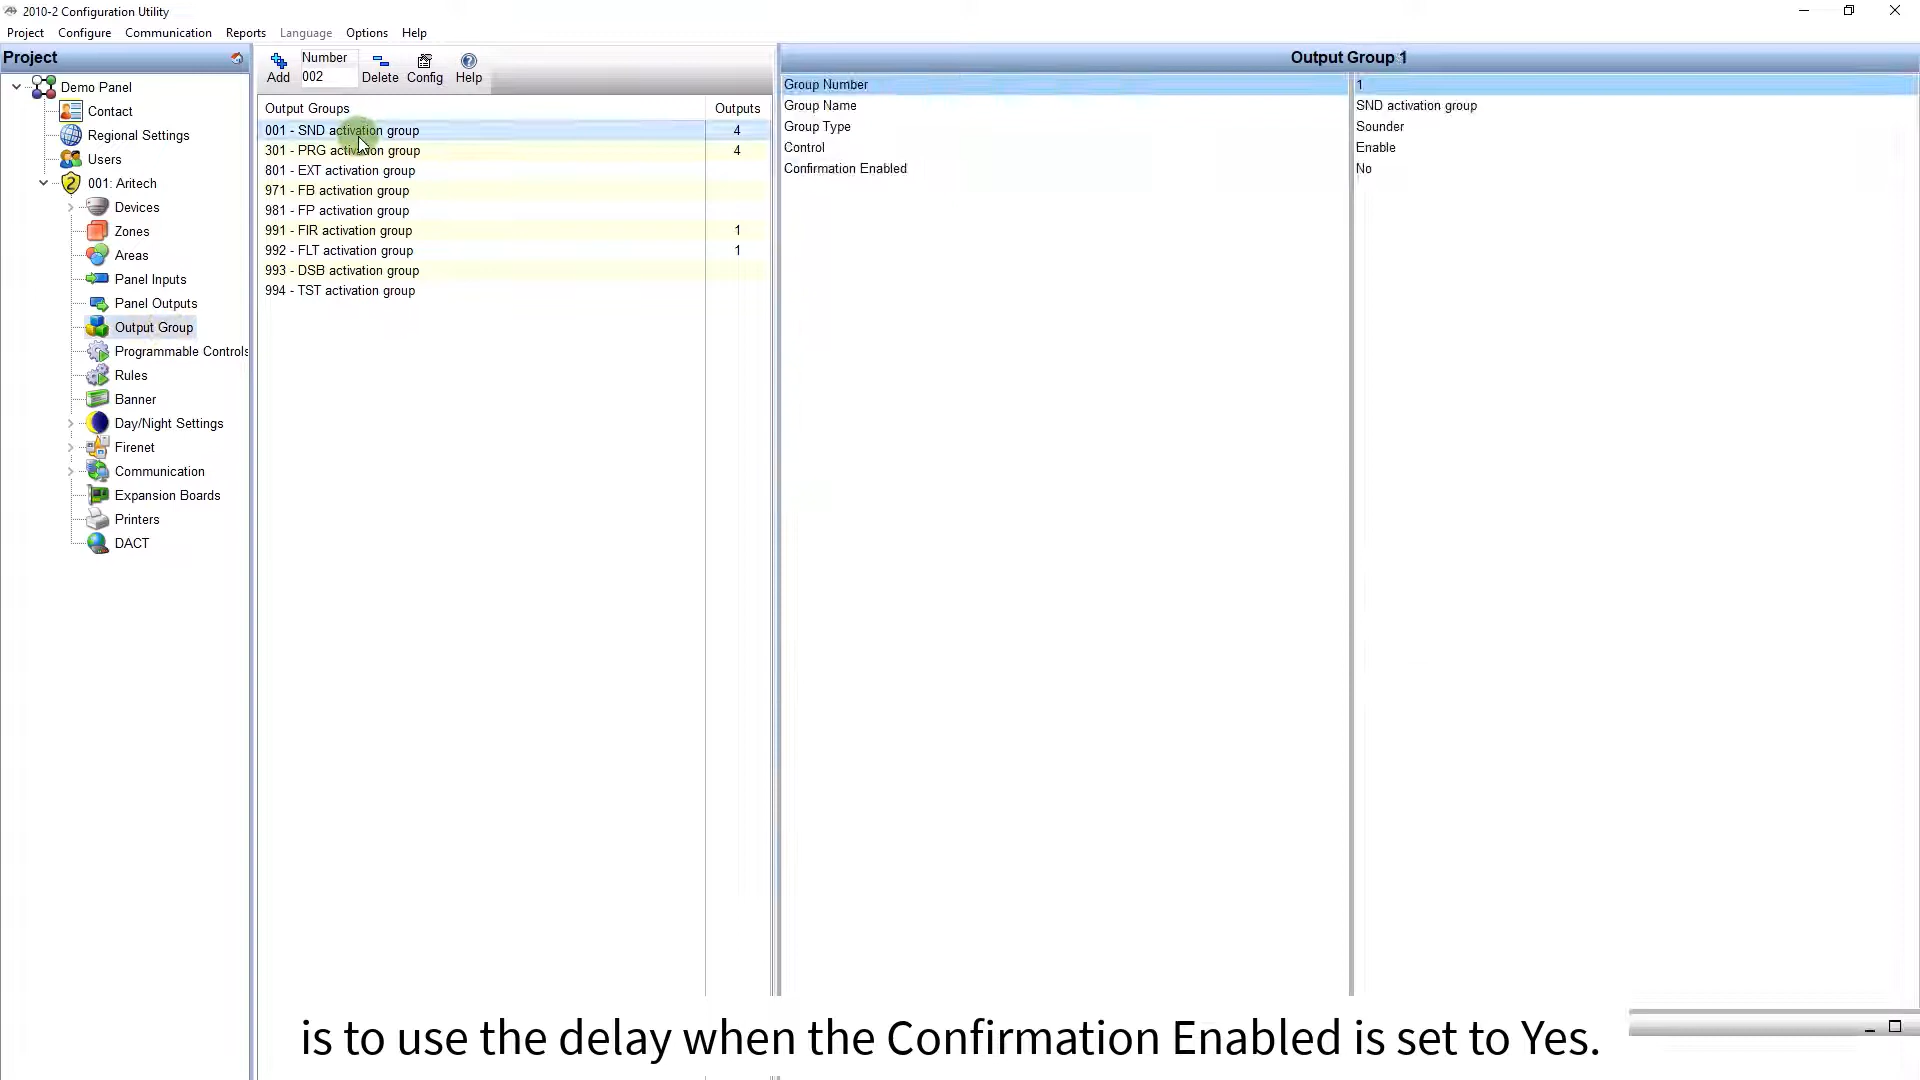 2010-2 Configuration Utility
Project Configure Communication Reports Language Options Help
Project
Demo Panel
Contact
Regional Settings
Users
2 001: Aritech
Devices
Zones
Areas
Panel Inputs
Panel Outputs
Output Group
Programmable Controls
Rules
Banner
Day/Night Settings
Firenet
Communication
Expansion Boards
Printers
DACT
Add
Number
002
Delete Config Help
Output Groups Outputs
001 - SND activation group 4
301 - PRG activation group 4
801 - EXT activation group
971 - FB activation group
981 - FP activation group
991 - FIR activation group 1
992 - FLT activation group 1
993 - DSB activation group
994 - TST activation group
Output Group 1
Group Number 1
Group Name SND activation group
Group Type Sounder
Control Enable
Confirmation Enabled No
is to use the delay when the Confirmation Enabled is set to Yes.